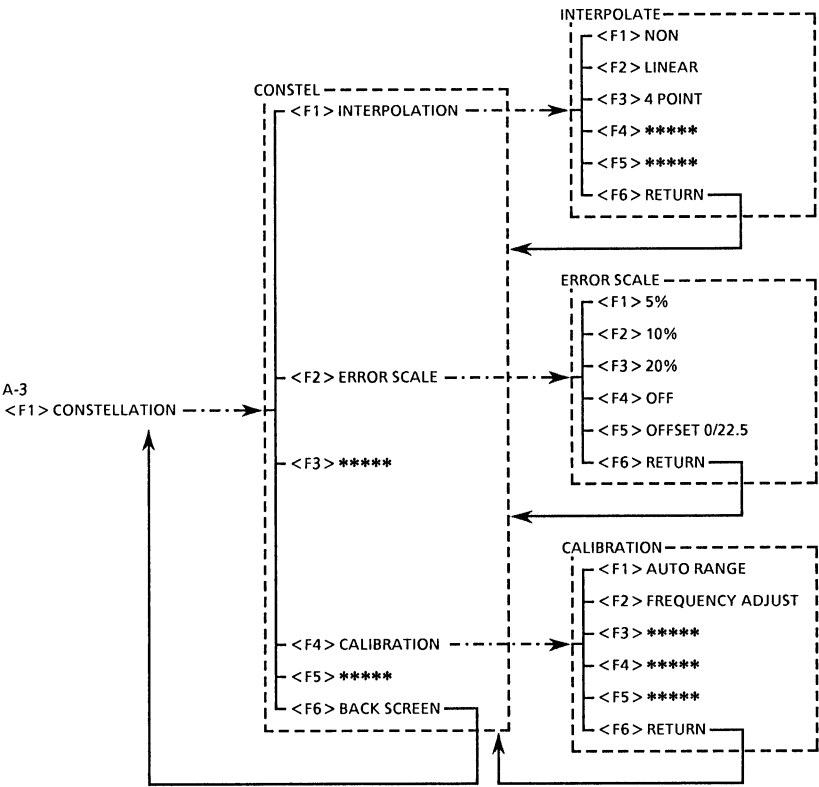 A-3
<F1> CONSTELLATION
CONSTEL
<F1> INTERPOLATION
<F2> ERROR SCALE
<F3> *****
<F4> CALIBRATION
<F5> *****
<F6> BACK SCREEN
INTERPOLATE
<F1> NON
<F2> LINEAR
<F3> 4 POINT
<F4> *****
<F5> *****
<F6> RETURN
ERROR SCALE
<F1> 5%
<F2> 10%
<F3> 20%
<F4> OFF
<F5> OFFSET 0/22.5
<F6> RETURN
CALIBRATION
<F1> AUTO RANGE
<F2> FREQUENCY ADJUST
<F3> *****
<F4> *****
<F5> *****
<F6> RETURN